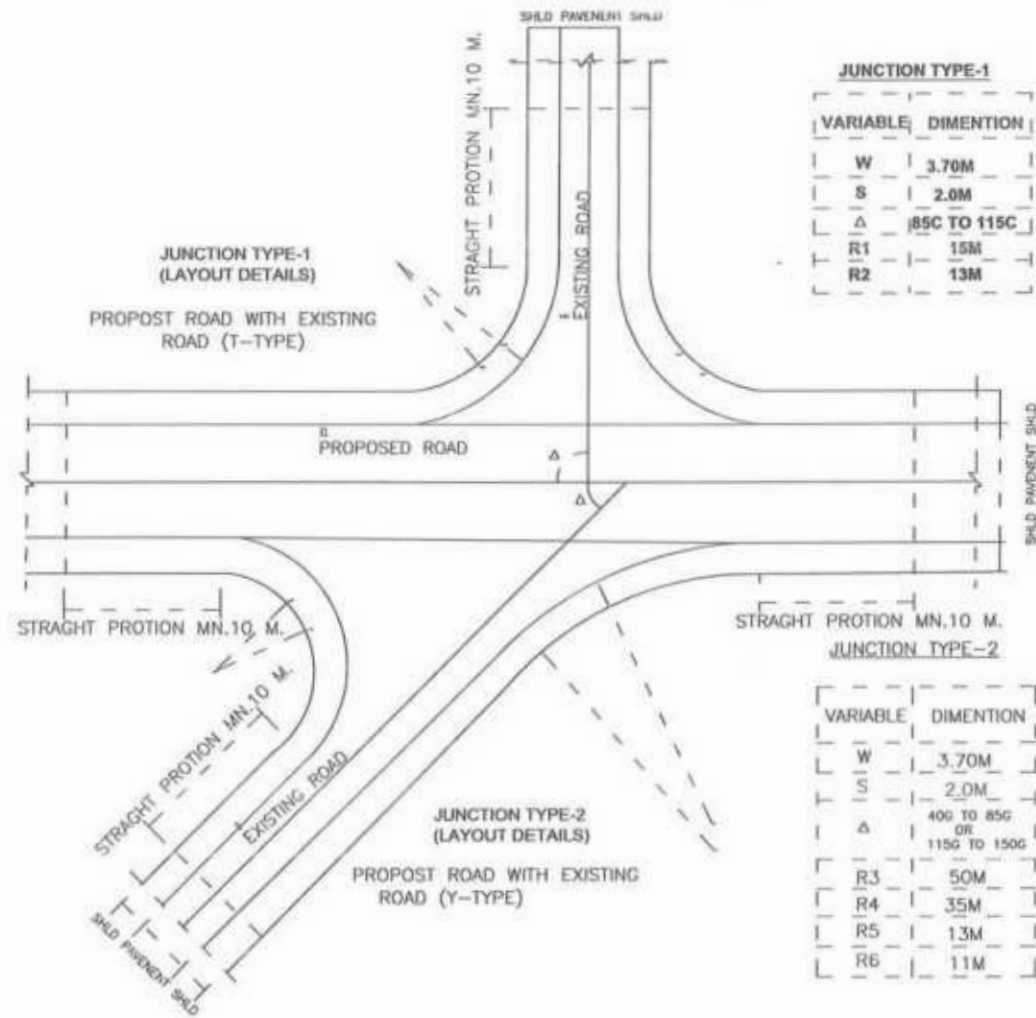 SHLD PAVENENT SHLD
STRAGHT PROTION MN.10 M.
EXISTING ROAD
JUNCTION TYPE-1
VARIABLE DIMENTION
W 3.70M
S 2.0M
Δ 85C TO 115C
R1 15M
R2 13M
JUNCTION TYPE-1
(LAYOUT DETAILS)
PROPOST ROAD WITH EXISTING
ROAD (T-TYPE)
PROPOSED ROAD
Δ
Δ
SHLD PAVENENT SHLD
STRAGHT PROTION MN.10 M.
STRAGHT PROTION MN.10 M.
STRAGHT PROTION MN.10 M.
EXISTING ROAD
SHLD PAVENENT SHLD
JUNCTION TYPE-2
(LAYOUT DETAILS)
PROPOST ROAD WITH EXISTING
ROAD (Y-TYPE)
JUNCTION TYPE-2
VARIABLE DIMENTION
W 3.70M
S 2.0M
Δ 40G TO 85G
OR
115G TO 150G
R3 50M
R4 35M
R5 13M
R6 11M